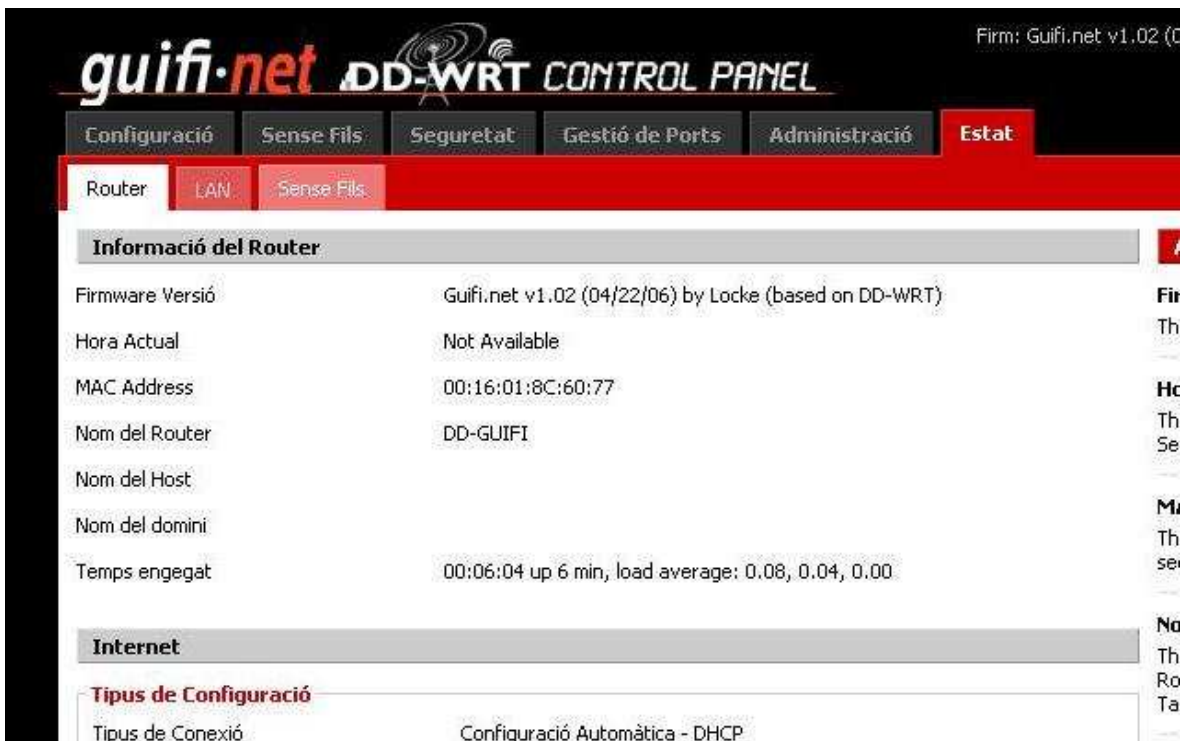 Firm: Guifi.net v1.02
guifi·net DD-WRT CONTROL PANEL
Configuració Sense Fils Seguretat Gestió de Ports Administració Estat
Router LAN Sense Fils
Informació del Router
Firmware Versió Guifi.net v1.02 (04/22/06) by Locke (based on DD-WRT)
Hora Actual Not Available
MAC Address 00:16:01:8C:60:77
Nom del Router DD-GUIFI
Nom del Host
Nom del domini
Temps engegat 00:06:04 up 6 min, load average: 0.08, 0.04, 0.00
Internet
Tipus de Configuració
Tipus de Conexió Configuració Automàtica - DHCP